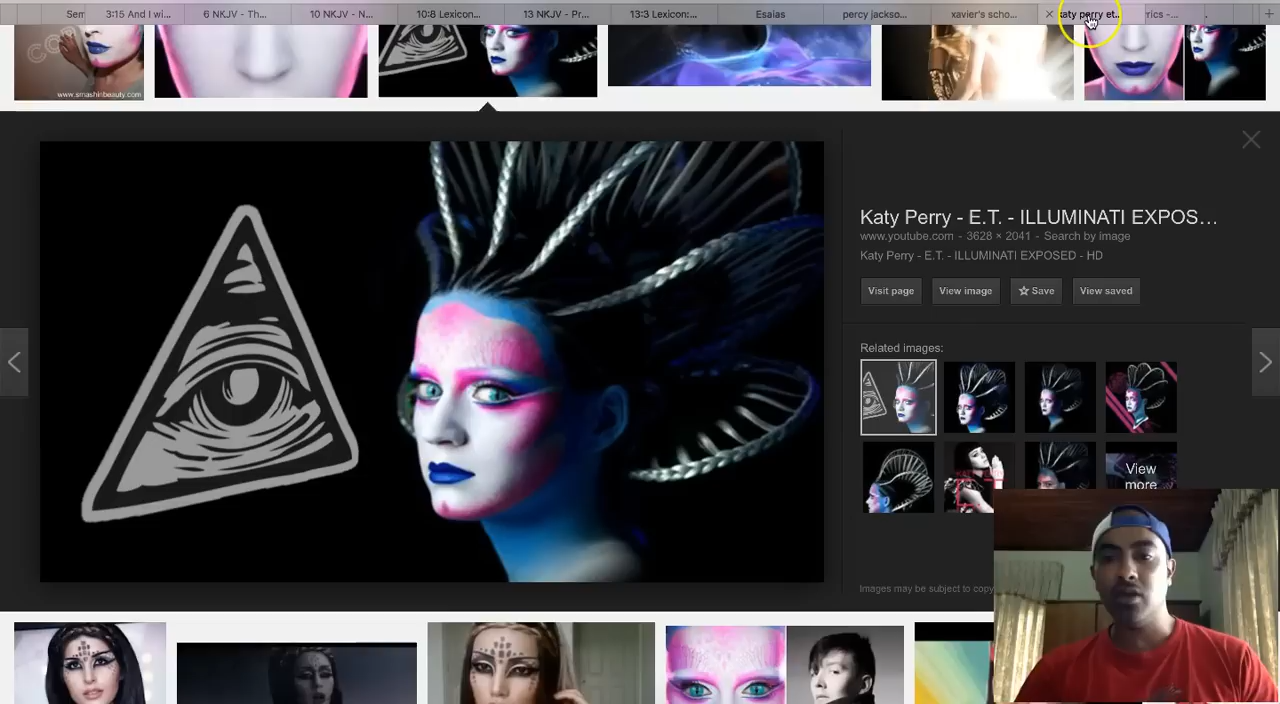 Sem
3:15 And I wi...
6 NKJV - Th...
10 NKJV - N...
10:8 Lexicon...
13 NKJV - Pr...
13:3 Lexicon:...
Esaias
percy jackso...
xavier's scho...
katy perry et...
rics -...
www.smashinbeauty.com
Katy Perry - E.T. - ILLUMINATI EXPOS...
www.youtube.com - 3628 × 2041 - Search by image
Katy Perry - E.T. - ILLUMINATI EXPOSED - HD
Visit page
View image
Save
View saved
Related images:
View
more
Images may be subject to copy